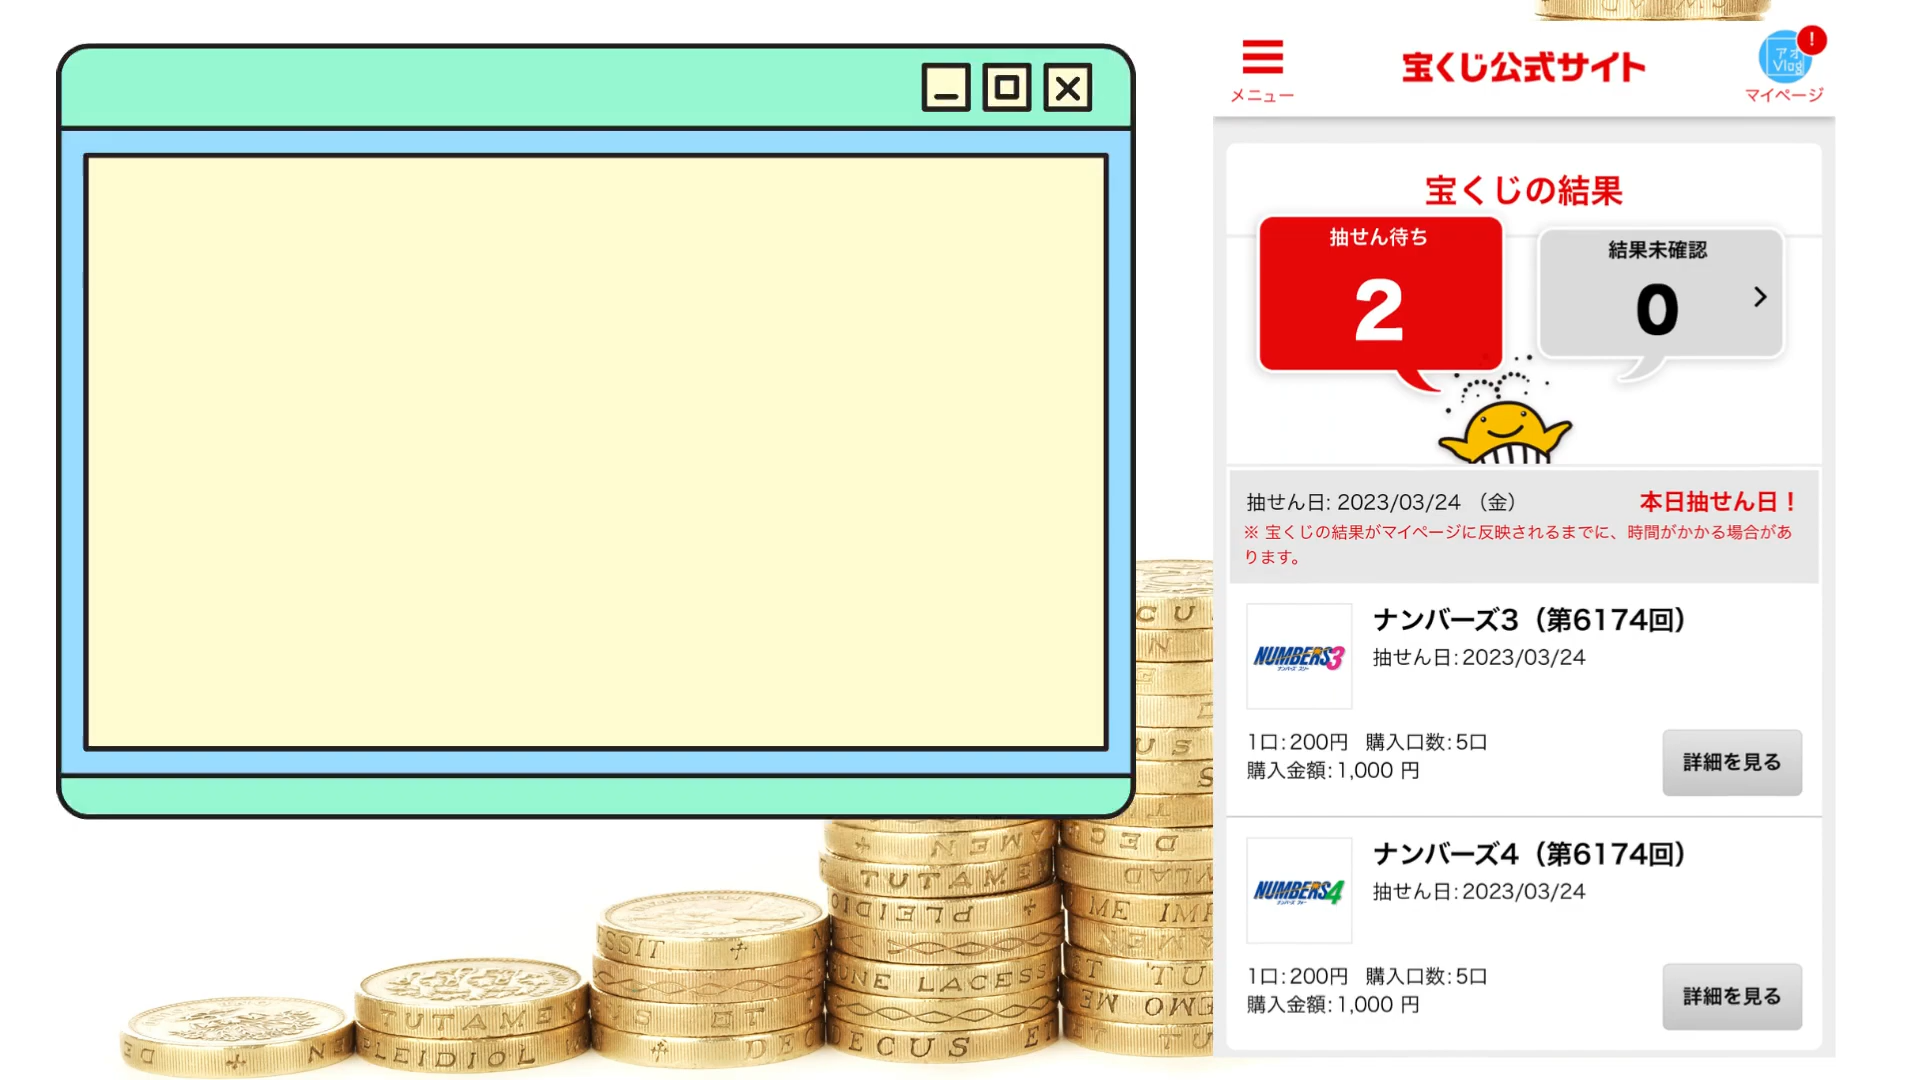 メニュー
宝くじ公式サイト
アオ
Vlog
!
マイページ
宝くじの結果
抽せん待ち
2
結果未確認
0
抽せん日: 2023/03/24 （金）
本日抽せん日！
※ 宝くじの結果がマイページに反映されるまでに、時間がかかる場合があ
ります。
NUMBERS3
ナンバーズ3（第6174回）
抽せん日: 2023/03/24
1口: 200円 購入口数: 5口
購入金額: 1,000 円
詳細を見る
NUMBERS4
ナンバーズ4（第6174回）
抽せん日: 2023/03/24
1口: 200円 購入口数: 5口
購入金額: 1,000 円
詳細を見る
TUTAMEN
PLEIDIOL
TUTAME
DECUS ET